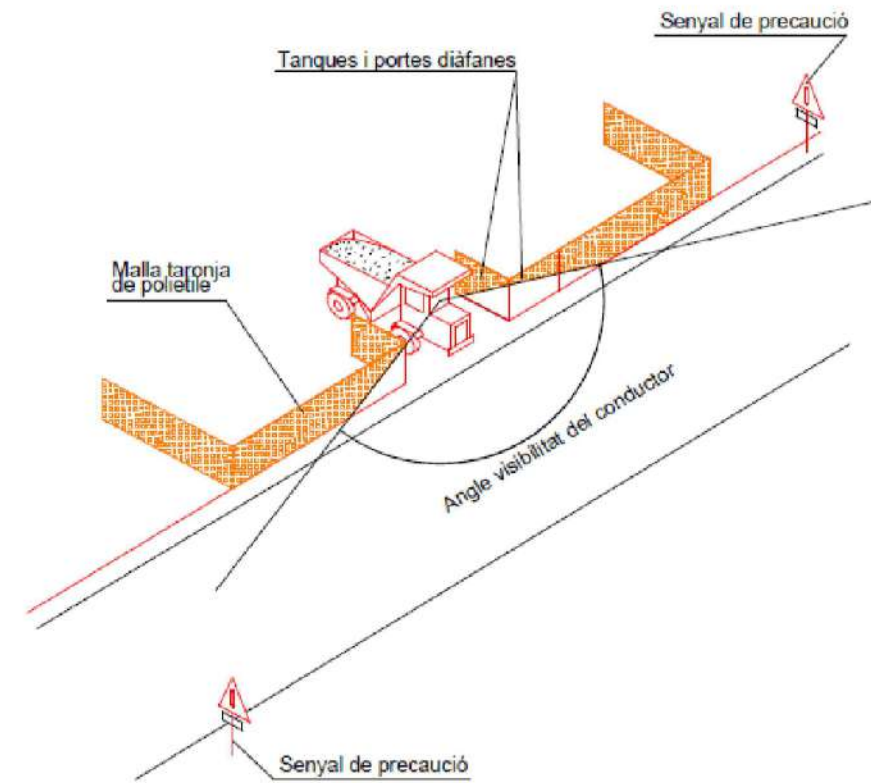 Senyal de precaució
Tanques i portes diàfanes
Malla taronja
de polietile
Angle visibilitat del conductor
Senyal de precaució